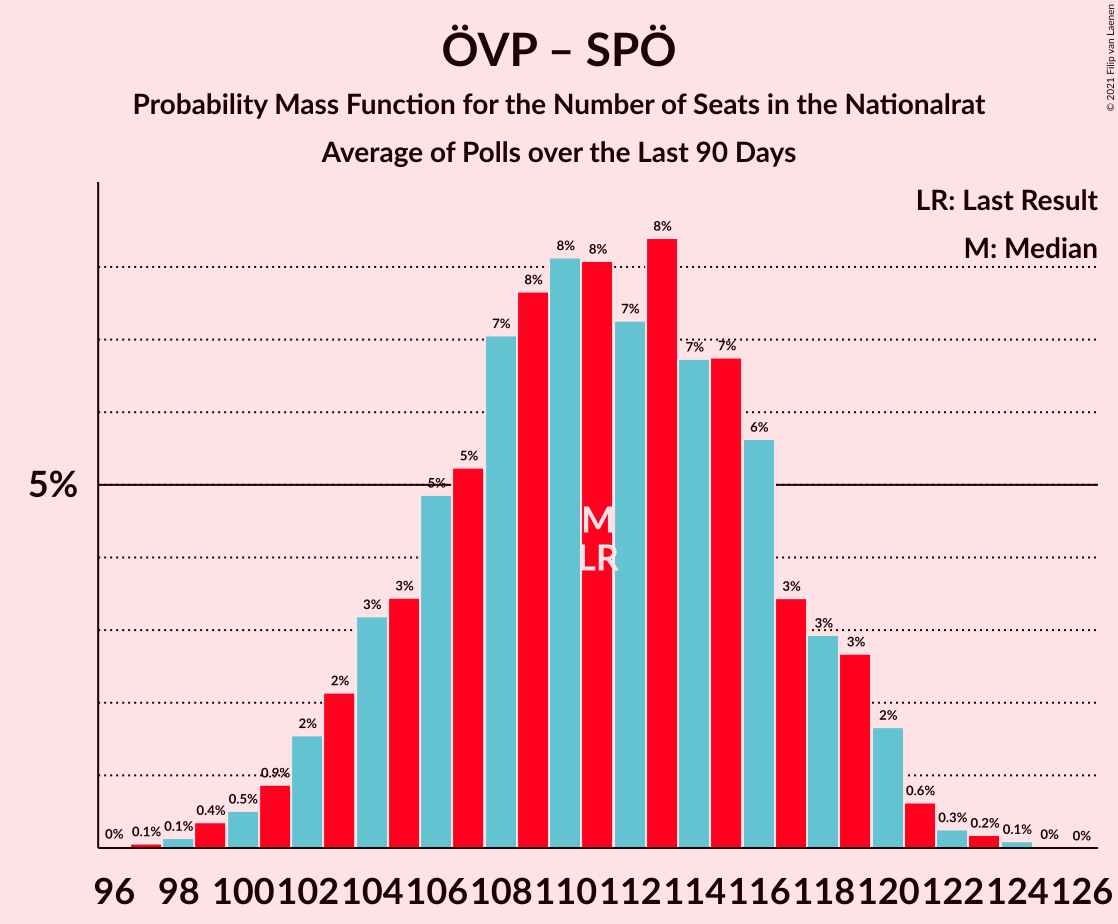 ÖVP – SPÖ
Probability Mass Function for the Number of Seats in the Nationalrat
Average of Polls over the Last 90 Days
© 2021 Filip van Laenen
LR: Last Result
M: Median
5%
0% 0.1% 0.1% 0.4% 0.5% 0.9% 2% 2% 3% 3% 5% 5% 7% 8% 8% 8% 7% 8% 7% 7% 6% 3% 3% 3% 2% 0.6% 0.3% 0.2% 0.1% 0% 0%
M
LR
96 98 100 102 104 106 108 110 112 114 116 118 120 122 124 126